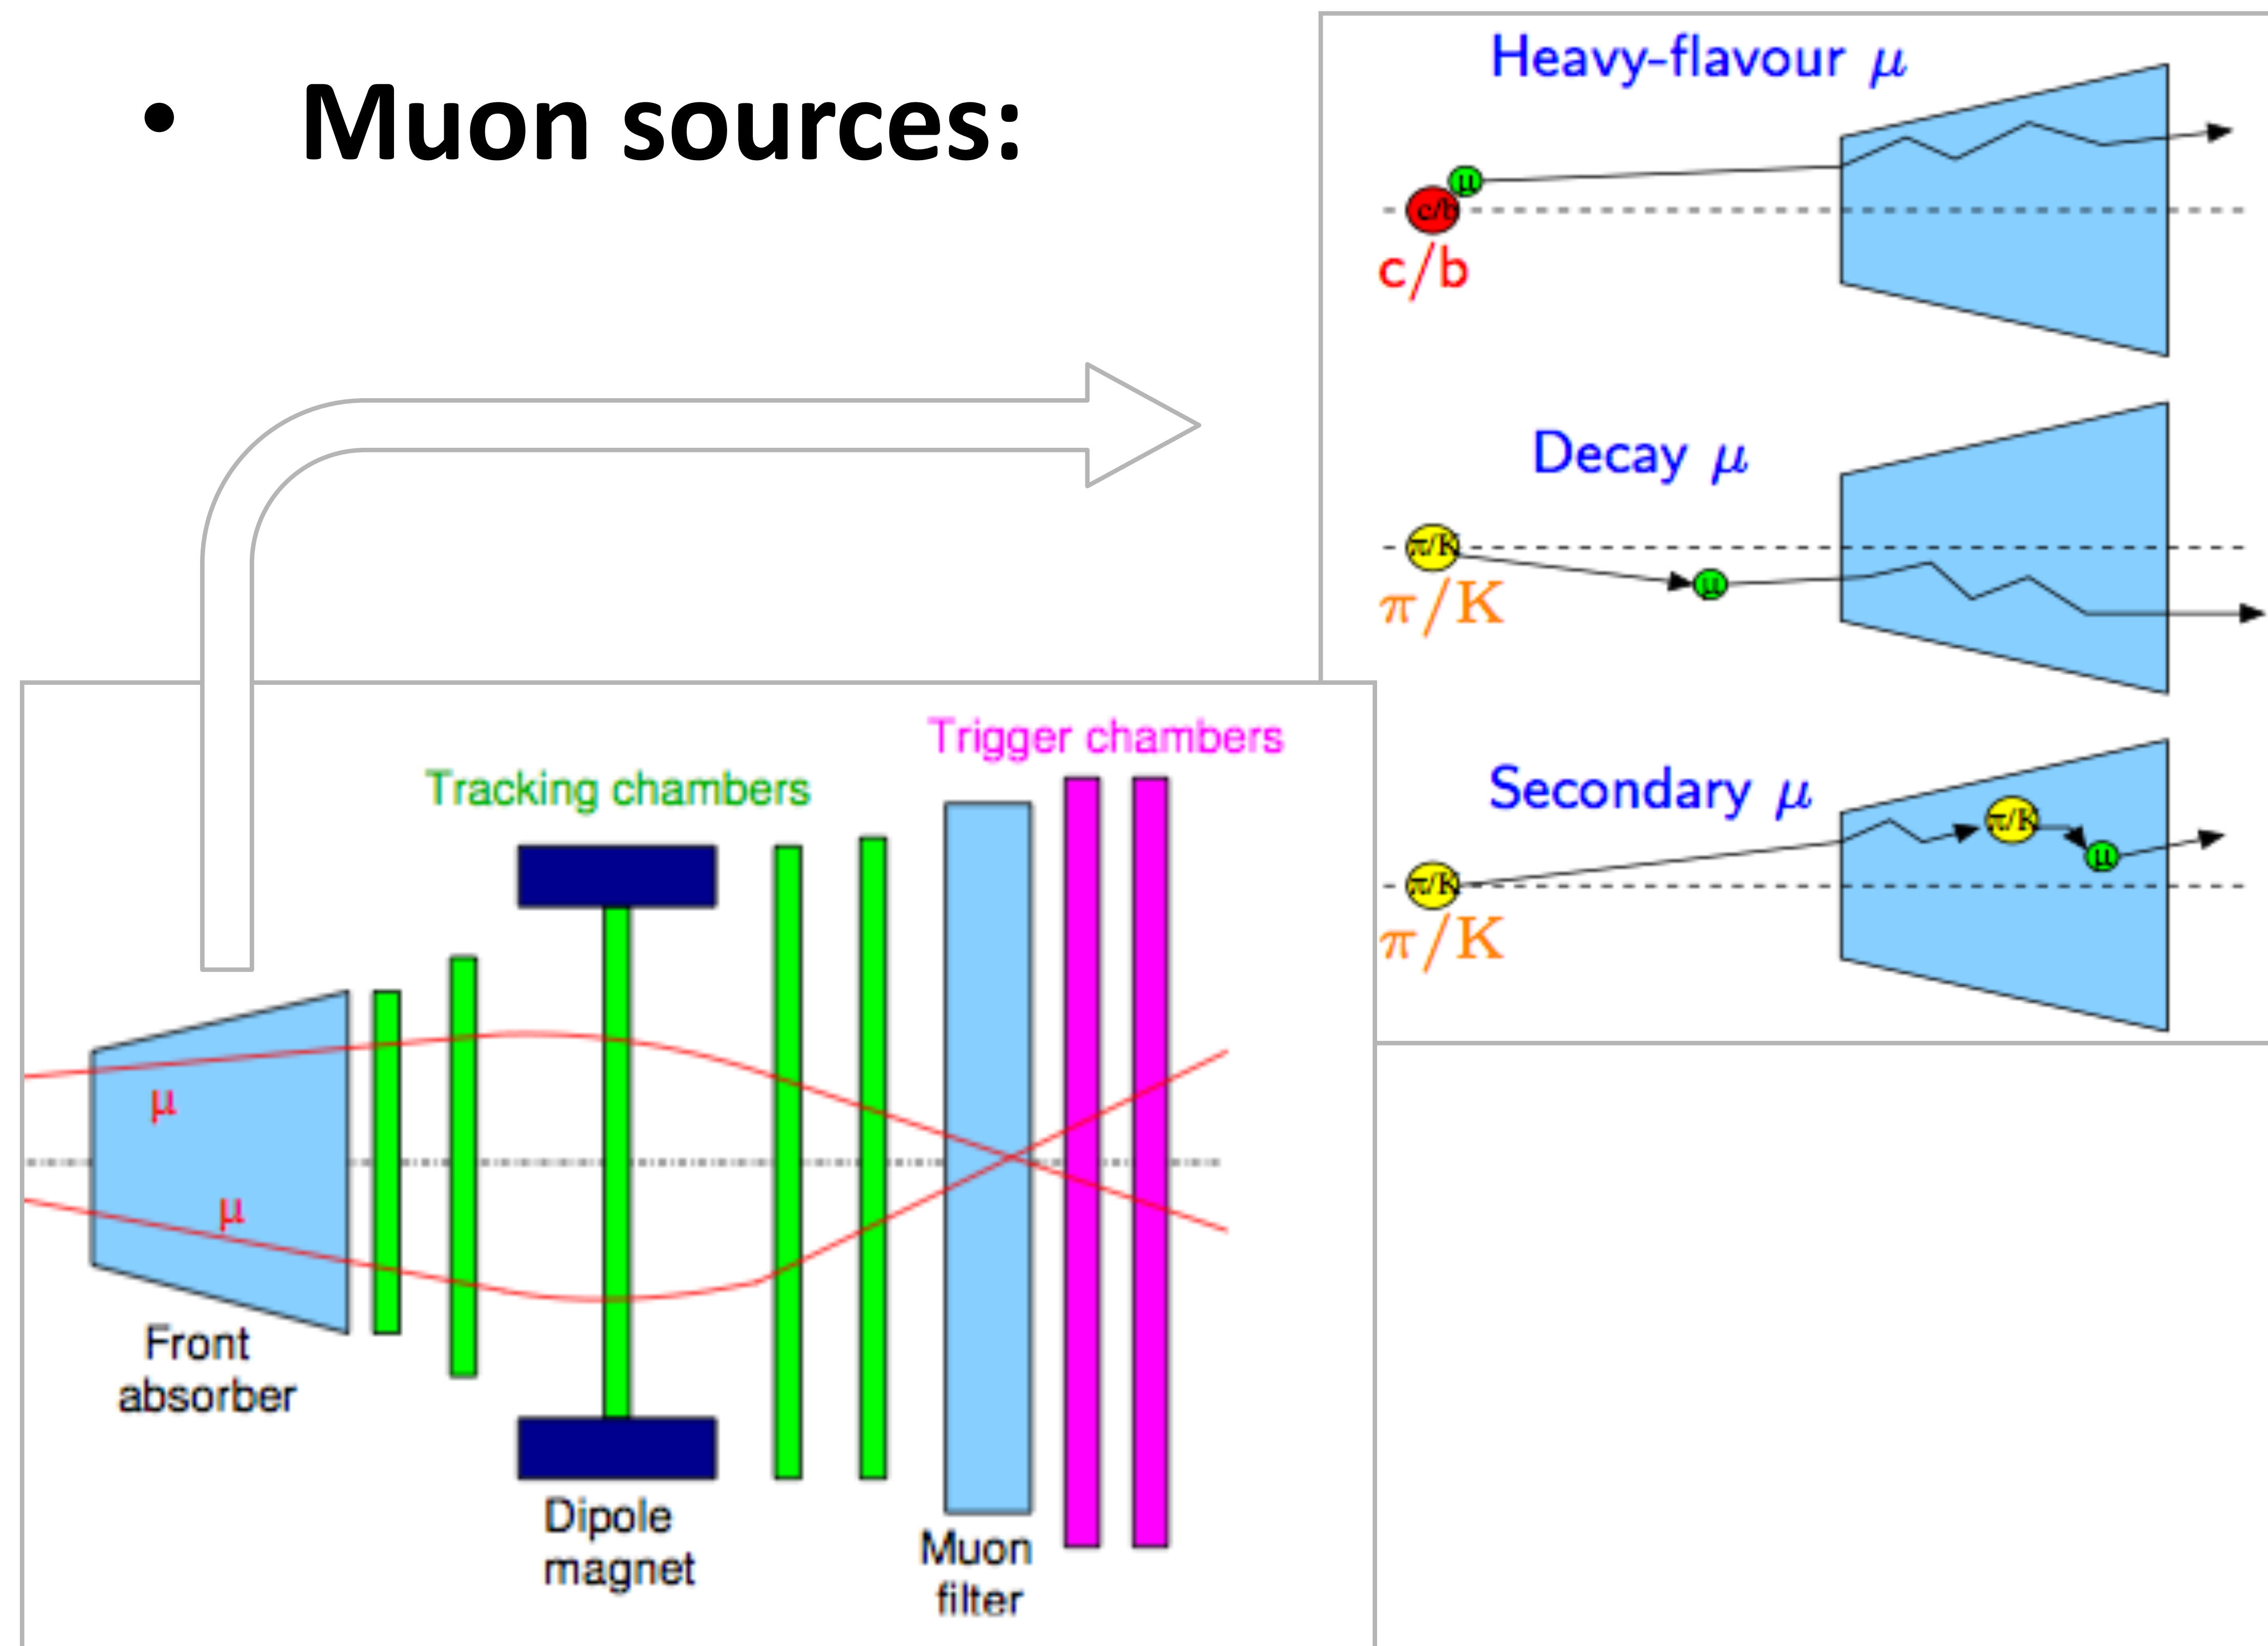 • Muon sources:
Heavy-flavour μ
μ
c/b
c/b
Decay μ
π/K
μ
π/K
Secondary μ
π/K
μ
π/K
π/K
Trigger chambers
Tracking chambers
μ
μ
Front
absorber
Dipole
magnet
Muon
filter